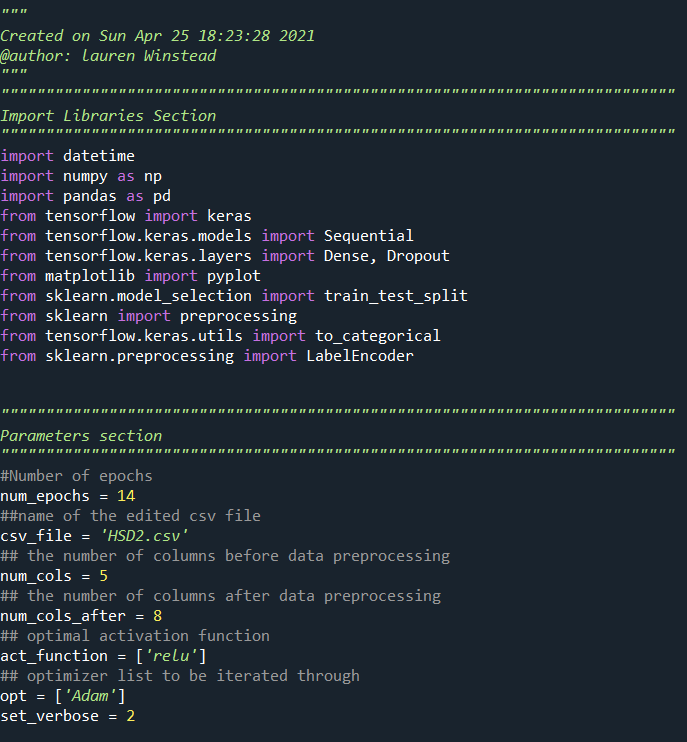 """
Created on Sun Apr 25 18:23:28 2021
@author: lauren Winstead
"""
"""""""""""""""""""""""""""""""""""""""""""""""""""""""""""""""""""""""""""
Import Libraries Section
"""""""""""""""""""""""""""""""""""""""""""""""""""""""""""""""""""""""""""
import datetime
import numpy as np
import pandas as pd
from tensorflow import keras
from tensorflow.keras.models import Sequential
from tensorflow.keras.layers import Dense, Dropout
from matplotlib import pyplot
from sklearn.model_selection import train_test_split
from sklearn import preprocessing
from tensorflow.keras.utils import to_categorical
from sklearn.preprocessing import LabelEncoder
"""""""""""""""""""""""""""""""""""""""""""""""""""""""""""""""""""""""""""
Parameters section
"""""""""""""""""""""""""""""""""""""""""""""""""""""""""""""""""""""""""""
#Number of epochs
num_epochs = 14
##name of the edited csv file
csv_file = 'HSD2.csv'
## the number of columns before data preprocessing
num_cols = 5
## the number of columns after data preprocessing
num_cols_after = 8
## optimal activation function
act_function = ['relu']
## optimizer list to be iterated through
opt = ['Adam']
set_verbose = 2